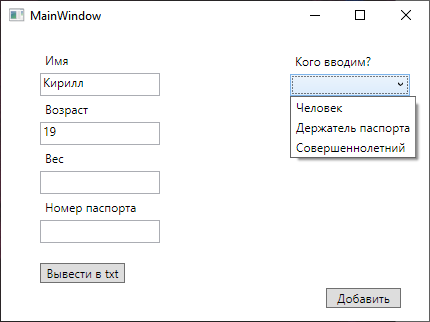 MainWindow
Имя
Кирилл
Возраст
19
Вес
Номер паспорта
Вывести в txt
Кого вводим?
Человек
Держатель паспорта
Совершеннолетний
Добавить